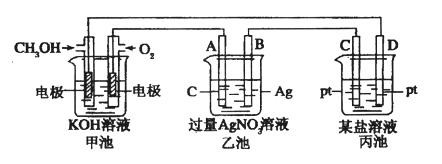 A B C D
CH₃OH O₂
电极 电极 C Ag pt pt
KOH溶液 过量AgNO₃溶液 某盐溶液
甲池 乙池 丙池